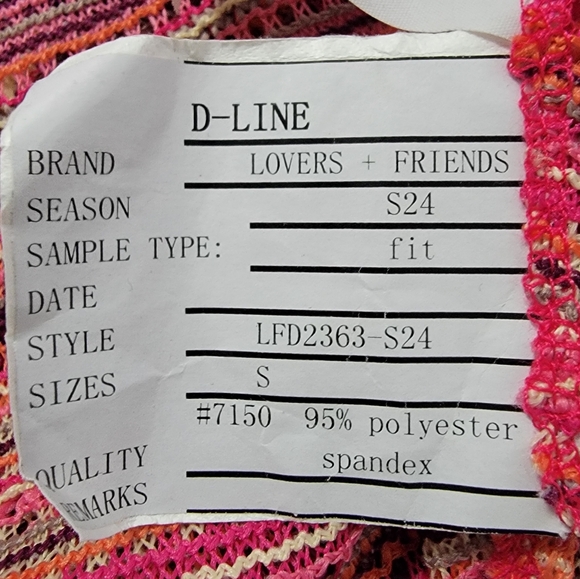 D-LINE
BRAND LOVERS + FRIENDS
SEASON S24
SAMPLE TYPE: fit
DATE
STYLE LFD2363-S24
SIZES S
#7150 95% polyester
QUALITY spandex
REMARKS